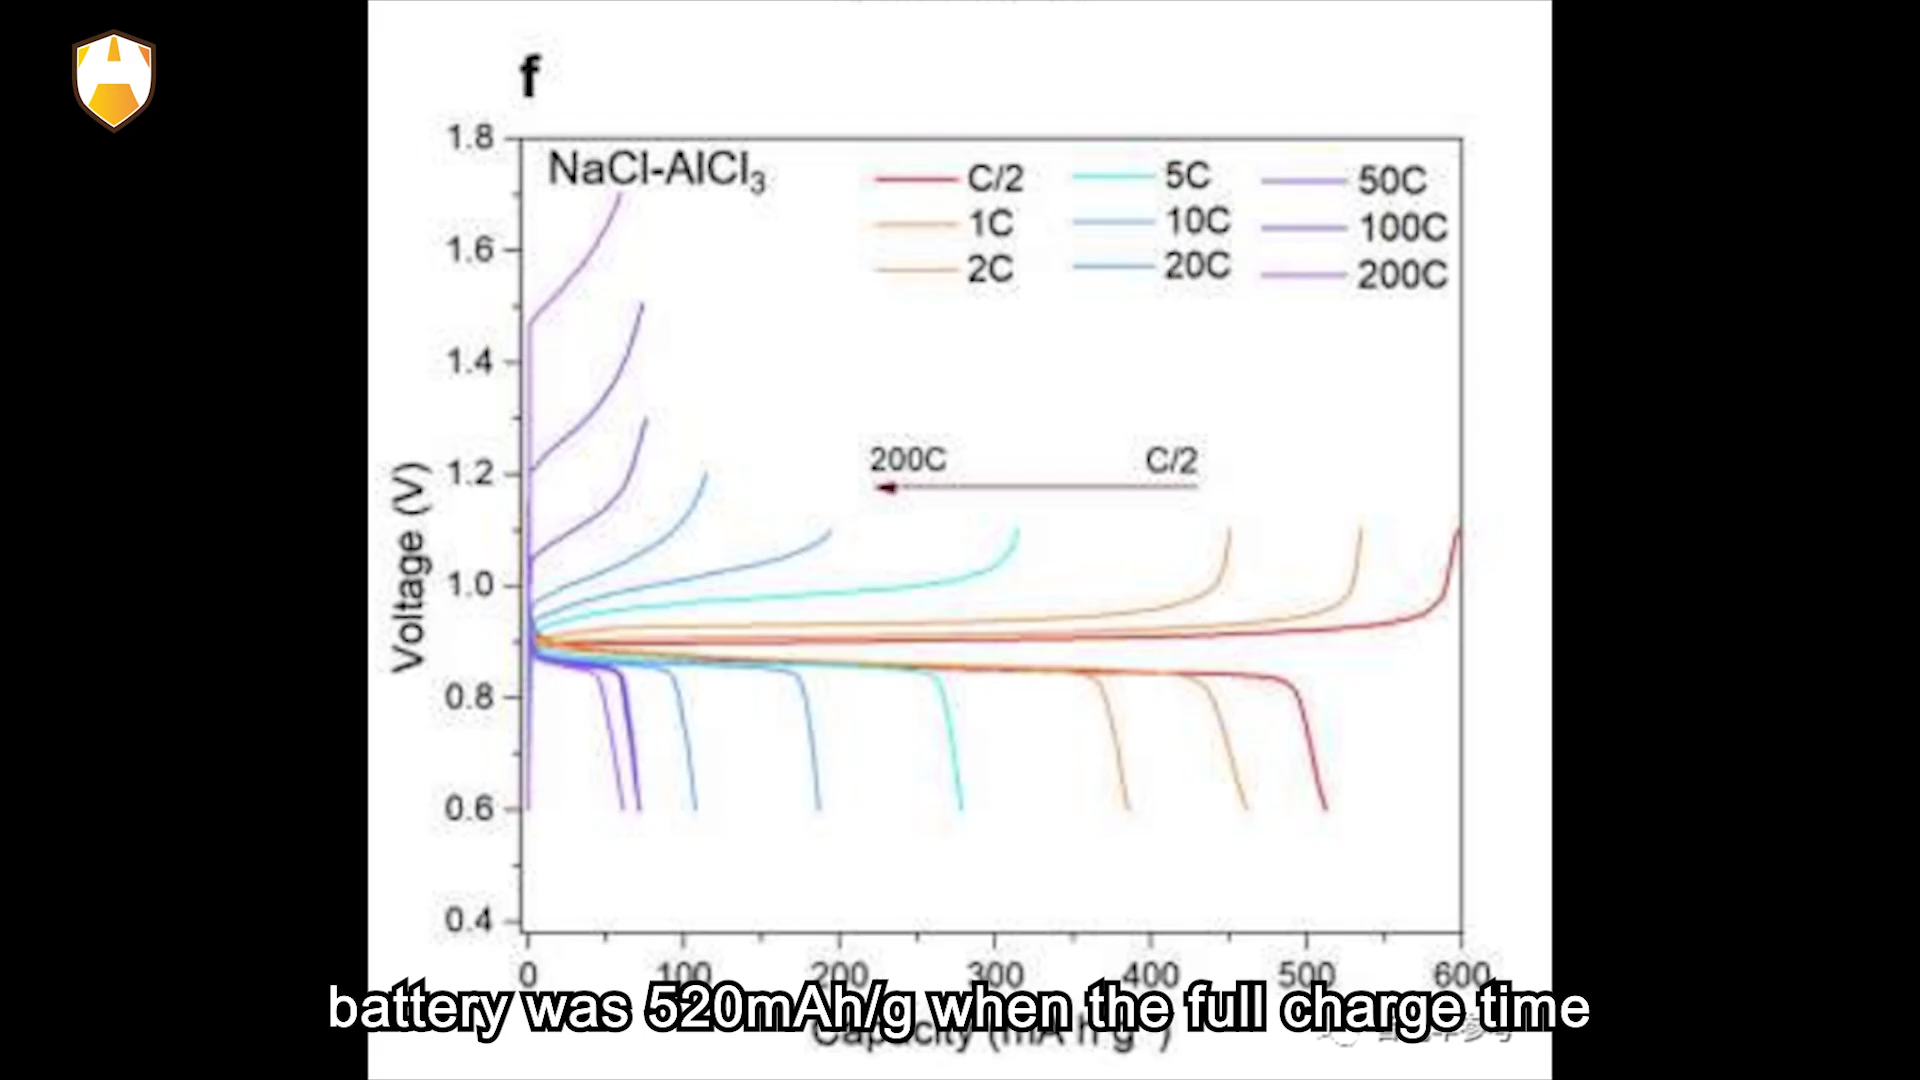 f
1.8
NaCl-AlCl3
C/2
5C
50C
1C
10C
100C
2C
20C
200C
1.6
1.4
1.2
200C
C/2
1.0
0.8
0.6
0.4
Voltage (V)
0
100
200
300
400
500
600
battery was 520mAh/g when the full charge time
Capacity (mA h g